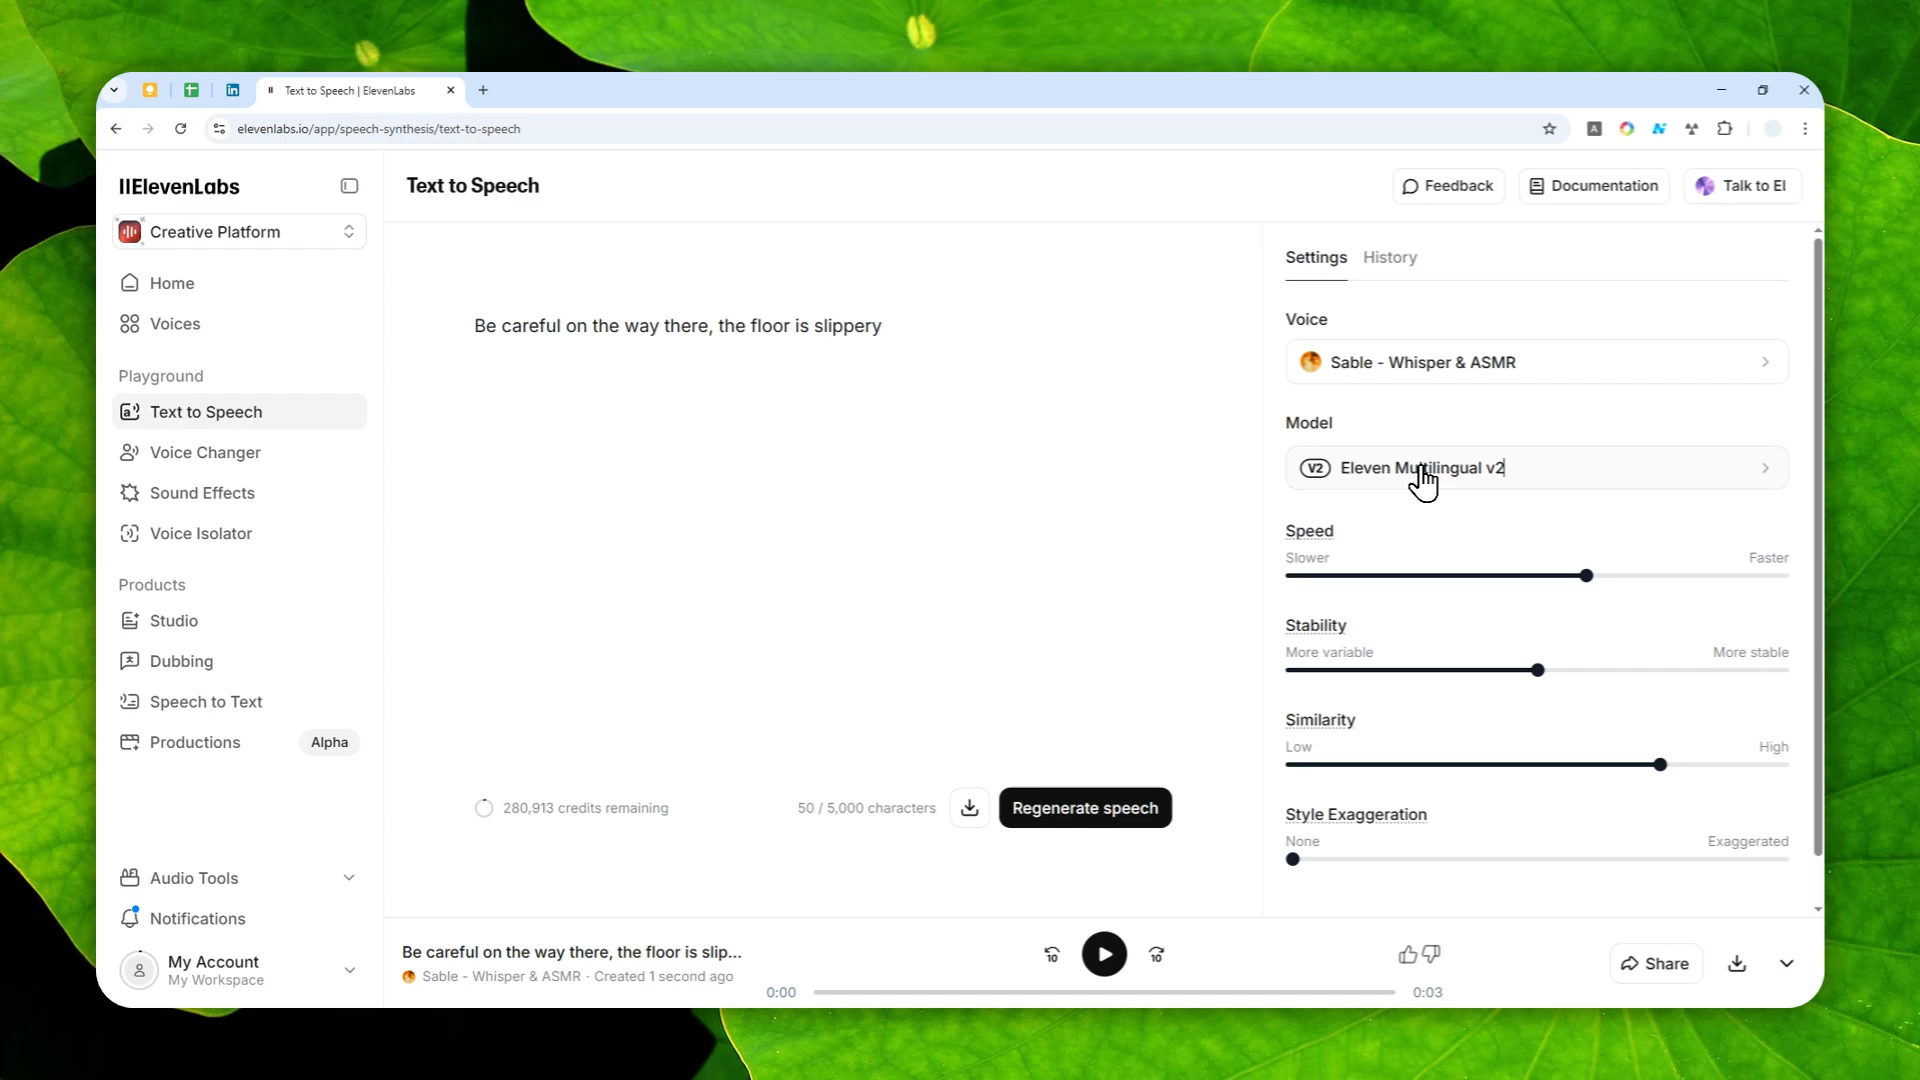 Text to Speech | ElevenLabs
elevenlabs.io/app/speech-synthesis/text-to-speech
IIElevenLabs
Creative Platform
Home
Voices
Playground
Text to Speech
Voice Changer
Sound Effects
Voice Isolator
Products
Studio
Dubbing
Speech to Text
Productions Alpha
Audio Tools
Notifications
My Account
My Workspace
Text to Speech
Feedback
Documentation
Talk to El
Be careful on the way there, the floor is slippery
280,913 credits remaining
50 / 5,000 characters
Regenerate speech
Settings History
Voice
Sable - Whisper & ASMR
Model
V2 Eleven Multilingual v2
Speed
Slower Faster
Stability
More variable More stable
Similarity
Low High
Style Exaggeration
None Exaggerated
Be careful on the way there, the floor is slip...
Sable - Whisper & ASMR · Created 1 second ago
10
10
0:00
0:03
Share